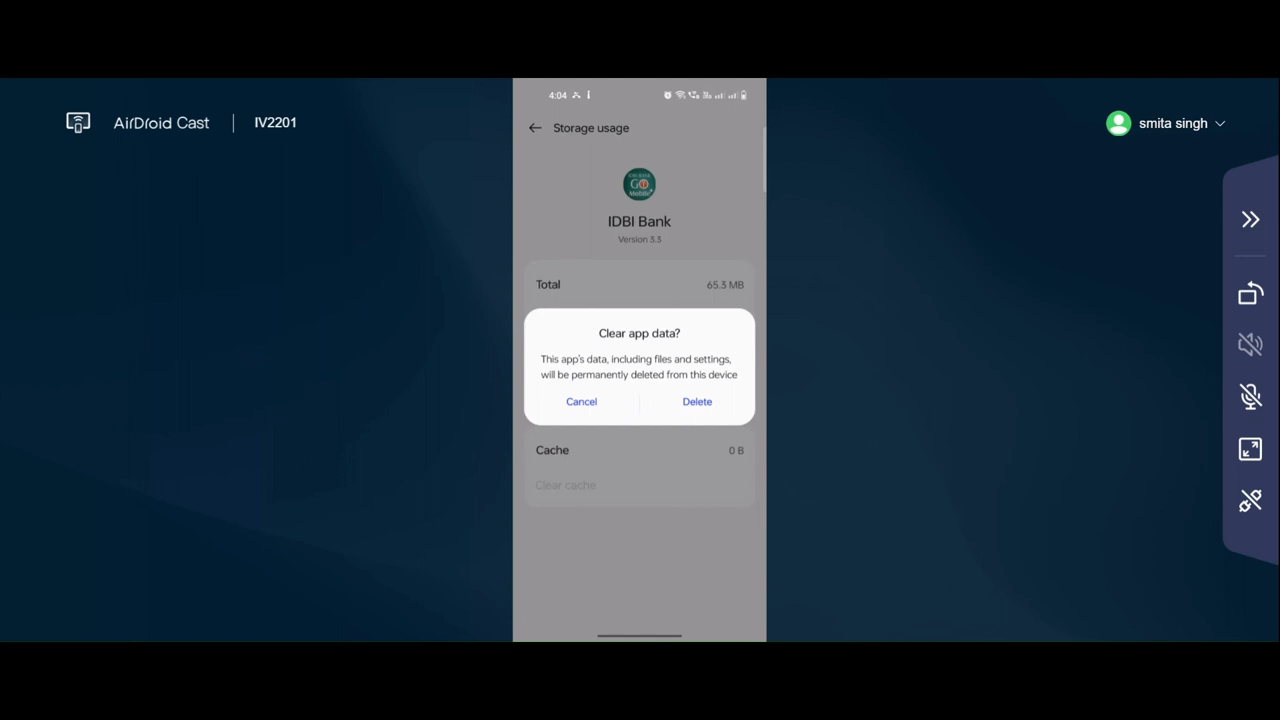 AirDroid Cast | IV2201
smita singh
4:04
Storage usage
GO
Mobile+
IDBI Bank
Version 3.3
Total 65.3 MB
Clear app data?
This app's data, including files and settings,
will be permanently deleted from this device
Cancel Delete
Cache 0 B
Clear cache